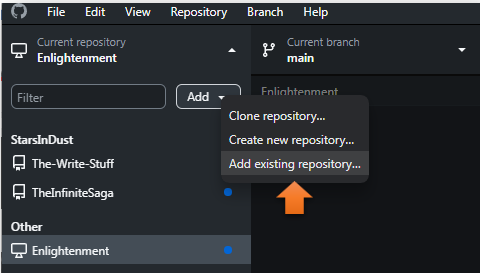 File Edit View Repository Branch Help
Current repository
Enlightenment
Current branch
main
Filter
Add
Enlightenment
Clone repository...
Create new repository...
Add existing repository...
StarsInDust
The-Write-Stuff
TheInfiniteSaga
Other
Enlightenment